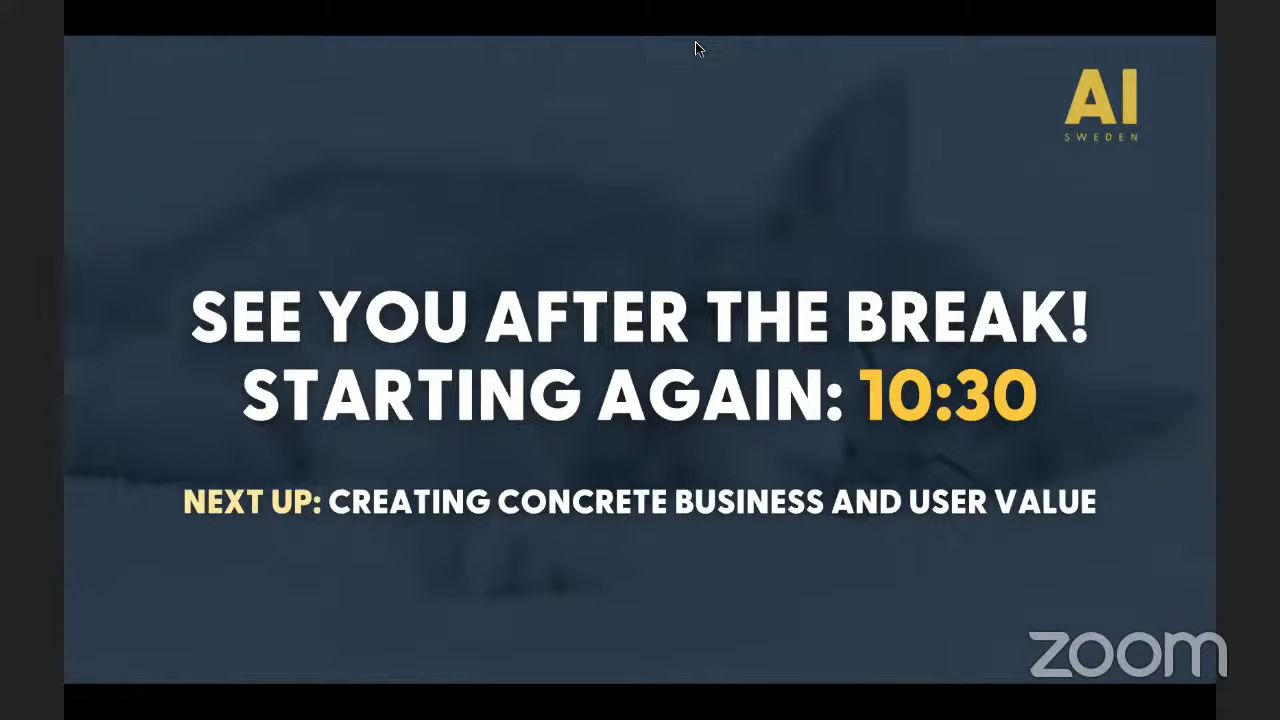 AI
SWEDEN
SEE YOU AFTER THE BREAK!
STARTING AGAIN: 10:30
NEXT UP: CREATING CONCRETE BUSINESS AND USER VALUE
zoom